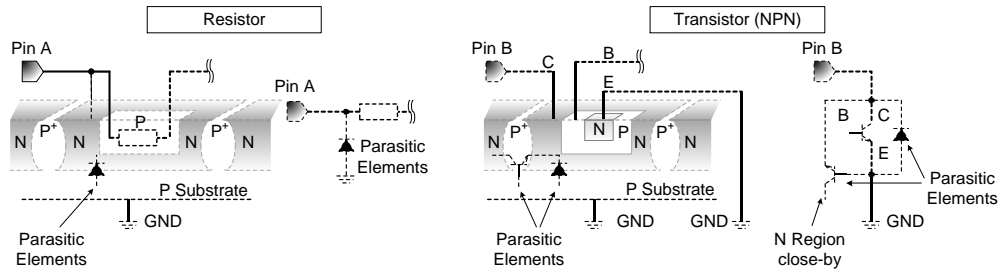 Resistor
Transistor (NPN)
Pin A
Pin A
N
P+
N
P
N
P+
N
Parasitic
Elements
P Substrate
GND
Parasitic
Elements
Pin B
C
B
E
N
P+
N
N
P
N
P+
N
P Substrate
GND
GND
Parasitic
Elements
Pin B
B
C
E
Parasitic
Elements
GND
N Region
close-by